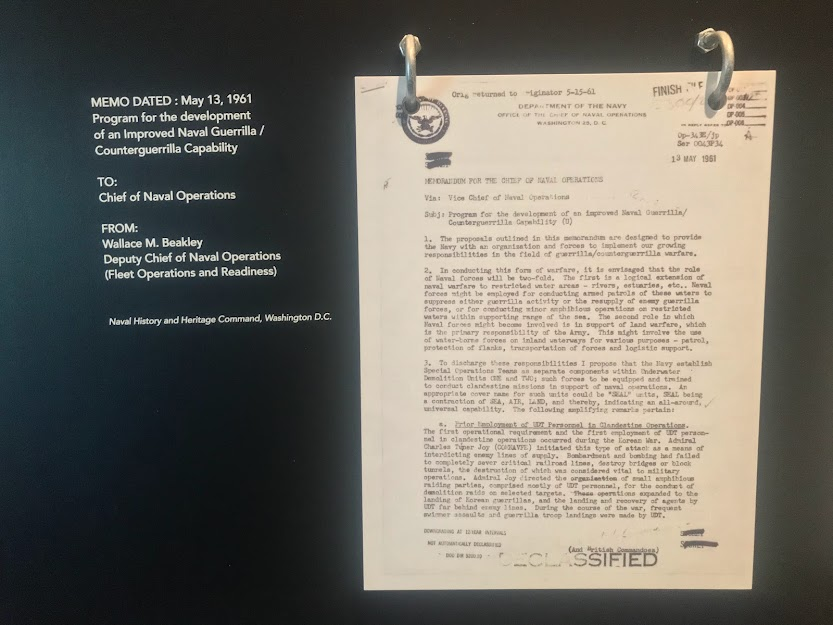 MEMO DATED : May 13, 1961
Program for the development
of an Improved Naval Guerrilla /
Counterguerrilla Capability
TO:
Chief of Naval Operations
FROM:
Wallace M. Beakley
Deputy Chief of Naval Operations
(Fleet Operations and Readiness)
Naval History and Heritage Command, Washington D.C.
Orig returned to originator 5-15-61
FINISH FILE
DEPARTMENT OF THE NAVY
OFFICE OF THE CHIEF OF NAVAL OPERATIONS
WASHINGTON 25, D. C.
IN REPLY REFER TO
Ser 0043P34
13 MAY 1961
MEMORANDUM FOR THE CHIEF OF NAVAL OPERATIONS
Via: Vice Chief of Naval Operations
Subj: Program for the development of an improved Naval Guerrilla/
Counterguerrilla Capability (U)
1. The proposals outlined in this memorandum are designed to provide
the Navy with an organization and forces to implement our growing
responsibilities in the field of guerrilla/counterguerrilla warfare.
2. In conducting this form of warfare, it is envisaged that the role
of Naval forces will be two-fold. The first is a logical extension of
naval warfare to restricted water areas - rivers, estuaries, etc.. Naval
forces might be employed for conducting armed patrols of these waters to
suppress either guerrilla activity or the resupply of enemy guerrilla
forces, or for conducting minor amphibious operations on restricted
waters within supporting range of the sea. The second role in which
Naval forces might become involved is in support of land warfare, which
is the primary responsibility of the Army. This might involve the use
of water-borne forces on inland waterways for various purposes - patrol,
protection of flanks, transportation of forces and logistic support.
3. To discharge these responsibilities I propose that the Navy establish
Special Operations Teams as separate components within Underwater
Demolition Units (ONE and TWO); such forces to be equipped and trained
to conduct clandestine missions in support of naval operations. An
appropriate cover name for such units could be "SEAL" units, SEAL being
a contraction of SEA, AIR, LAND, and thereby, indicating an all-around,
universal capability. The following amplifying remarks pertain:
a. Prior Employment of UDT Personnel in Clandestine Operations.
The first operational requirement and the first employment of UDT person-
nel in clandestine operations occurred during the Korean War. Admiral
Charles Turner Joy (COMNAVFE) initiated this type of attack as a means of
interdicting enemy lines of supply. Bombardment and bombing had failed
to completely sever critical railroad lines, destroy bridges or block
tunnels, the destruction of which was considered vital to military
operations. Admiral Joy directed the organization of small amphibious
raiding parties, comprised mostly of UDT personnel, for the conduct of
demolition raids on selected targets. These operations expanded to the
landing of Korean guerrillas, and the landing and recovery of agents by
UDT far behind enemy lines. During the course of the war, frequent
swimmer assaults and guerrilla troop landings were made by UDT.
(And British Commandoes)
DOWNGRADING AT 12-YEAR INTERVALS
NOT AUTOMATICALLY DECLASSIFIED
DOD DIR 5200.10
DECLASSIFIED